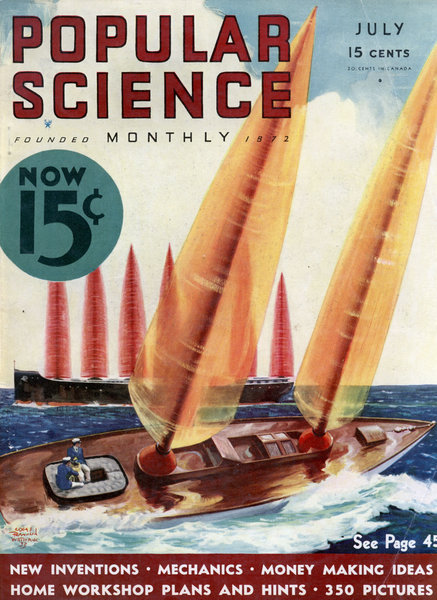 POPULAR
SCIENCE
FOUNDED MONTHLY 1872
JULY
15 CENTS
20 CENTS IN CANADA
NOW
15¢
See Page 45
NEW INVENTIONS · MECHANICS · MONEY MAKING IDEAS
HOME WORKSHOP PLANS AND HINTS · 350 PICTURES